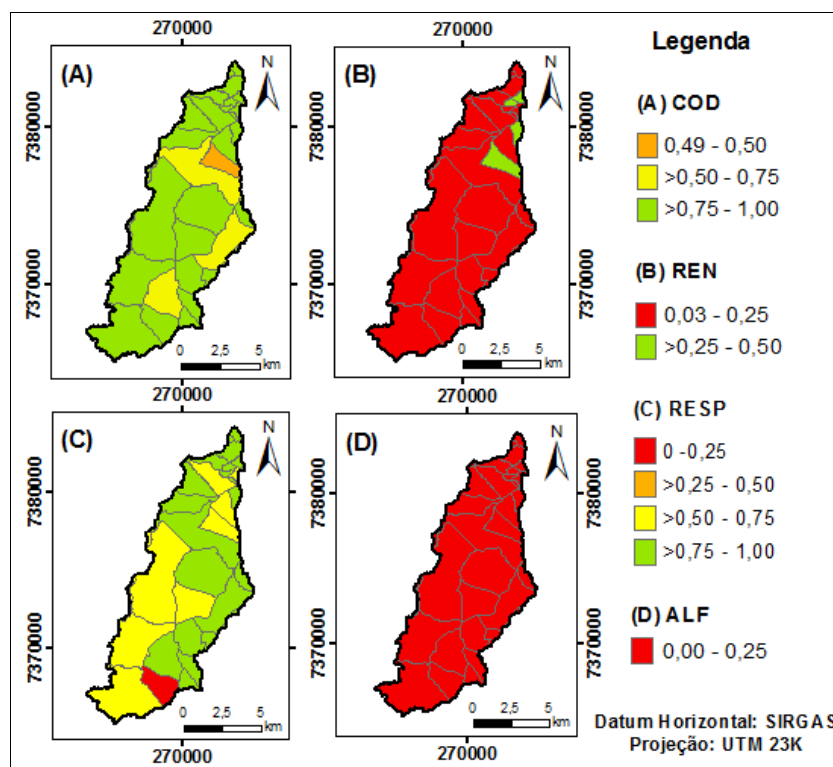 270000
270000
Legenda
(A)
N
(B)
N
7380000
7380000
(A) COD
0,49 - 0,50
>0,50 - 0,75
>0,75 - 1,00
7370000
7370000
(B) REN
0,03 - 0,25
>0,25 - 0,50
0 2,5 5
km
0 2,5 5
km
270000
270000
(C)
N
(D)
N
(C) RESP
0 -0,25
>0,25 - 0,50
>0,50 - 0,75
>0,75 - 1,00
7380000
7380000
7370000
7370000
(D) ALF
0,00 - 0,25
0 2,5 5
km
0 2,5 5
km
Datum Horizontal: SIRGAS
Projeção: UTM 23K
270000
270000